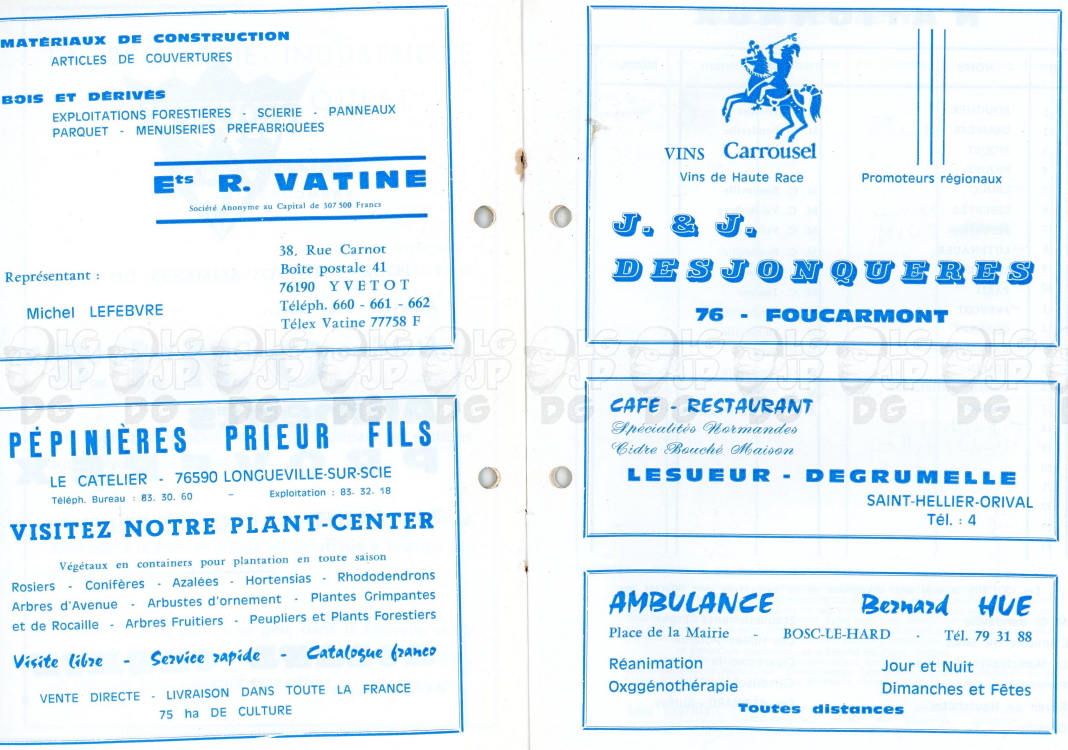 MATÉRIAUX DE CONSTRUCTION
ARTICLES DE COUVERTURES
BOIS ET DÉRIVÉS
EXPLOITATIONS FORESTIERES - SCIERIE - PANNEAUX
PARQUET - MENUISERIES PRÉFABRIQUÉES
Ets R. VATINE
Société Anonyme au Capital de 307 500 Francs
38, Rue Carnot
Boîte postale 41
76190 YVETOT
Téléph. 660 - 661 - 662
Télex Vatine 77758 F
Représentant :
Michel LEFEBVRE
PÉPINIÈRES PRIEUR FILS
LE CATELIER - 76590 LONGUEVILLE-SUR-SCIE
Téléph. Bureau : 83. 30. 60 - Exploitation : 83. 32. 18
VISITEZ NOTRE PLANT-CENTER
Végétaux en containers pour plantation en toute saison
Rosiers - Conifères - Azalées - Hortensias - Rhododendrons
Arbres d'Avenue - Arbustes d'ornement - Plantes Grimpantes
et de Rocaille - Arbres Fruitiers - Peupliers et Plants Forestiers
Visite libre - Service rapide - Catalogue franco
VENTE DIRECTE - LIVRAISON DANS TOUTE LA FRANCE
75 ha DE CULTURE
VINS Carrousel
Vins de Haute Race
Promoteurs régionaux
J. & J.
DESJONQUERES
76 - FOUCARMONT
CAFE - RESTAURANT
Spécialités Normandes
Cidre Bouché Maison
LESUEUR - DEGRUMELLE
SAINT-HELLIER-ORIVAL
Tél. : 4
AMBULANCE Bernard HUE
Place de la Mairie - BOSC-LE-HARD - Tél. 79 31 88
Réanimation
Oxggénothérapie
Jour et Nuit
Dimanches et Fêtes
Toutes distances
LG JP DG